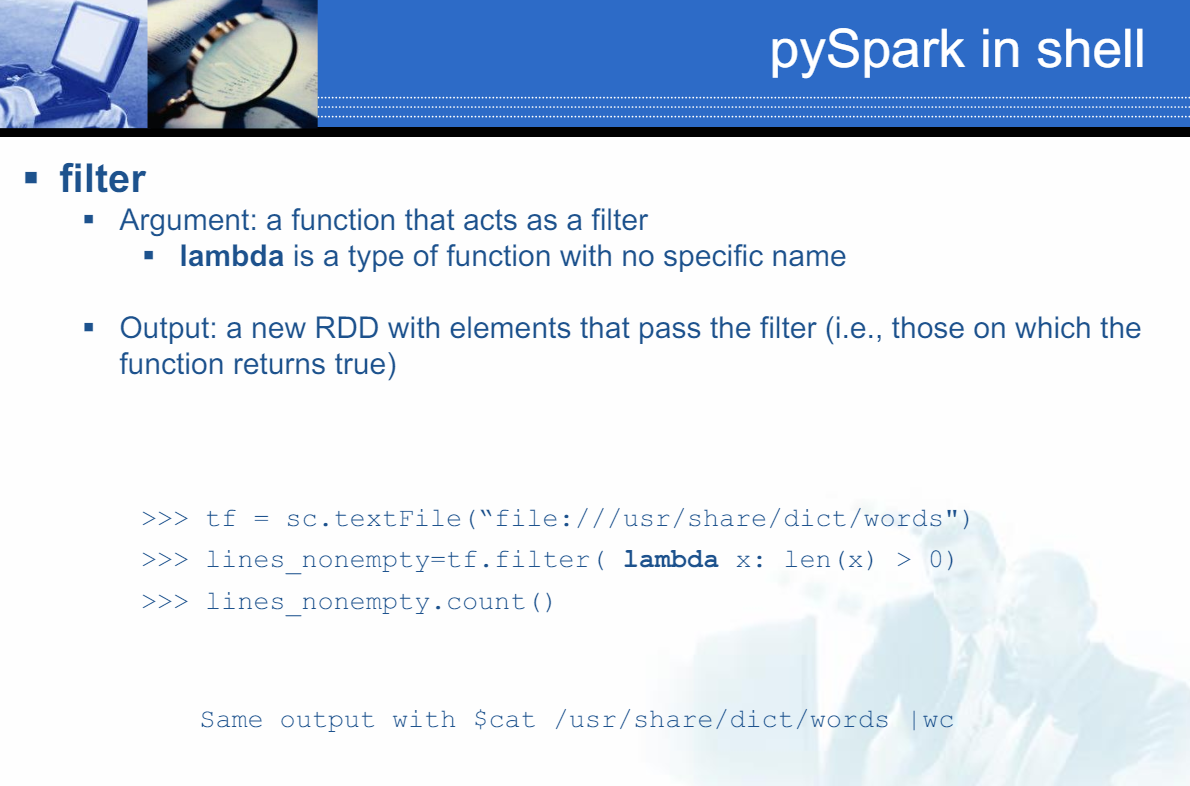 pySpark in shell
▪ filter
▪ Argument: a function that acts as a filter
▪ lambda is a type of function with no specific name
▪ Output: a new RDD with elements that pass the filter (i.e., those on which the
function returns true)
>>> tf = sc.textFile(“file:///usr/share/dict/words")
>>> lines_nonempty=tf.filter( lambda x: len(x) > 0)
>>> lines_nonempty.count()
Same output with $cat /usr/share/dict/words |wc